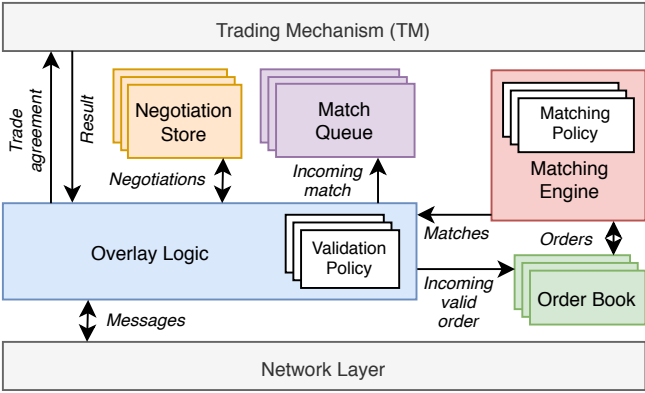 Trading Mechanism (TM)
Trade
agreement
Result
Negotiation
Store
Match
Queue
Matching
Policy
Matching
Engine
Negotiations
Incoming
match
Overlay Logic
Validation
Policy
Matches
Orders
Incoming
valid
order
Order Book
Messages
Network Layer